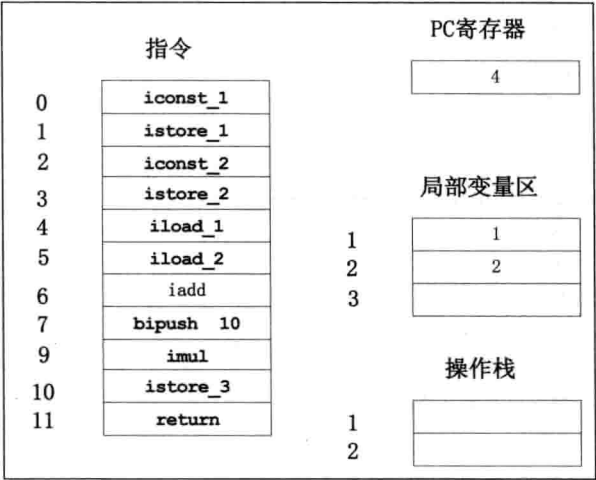 指令
0 iconst_1
1 istore_1
2 iconst_2
3 istore_2
4 iload_1
5 iload_2
6 iadd
7 bipush 10
9 imul
10 istore_3
11 return
PC寄存器
4
局部变量区
1 1
2 2
3
操作栈
1
2